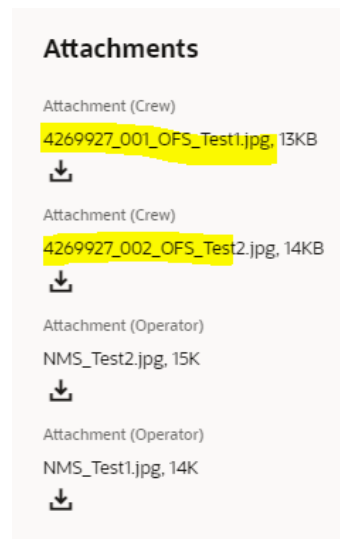 Attachments
Attachment (Crew)
4269927_001_OFS_Test1.jpg, 13KB
Attachment (Crew)
4269927_002_OFS_Test2.jpg, 14KB
Attachment (Operator)
NMS_Test2.jpg, 15K
Attachment (Operator)
NMS_Test1.jpg, 14K